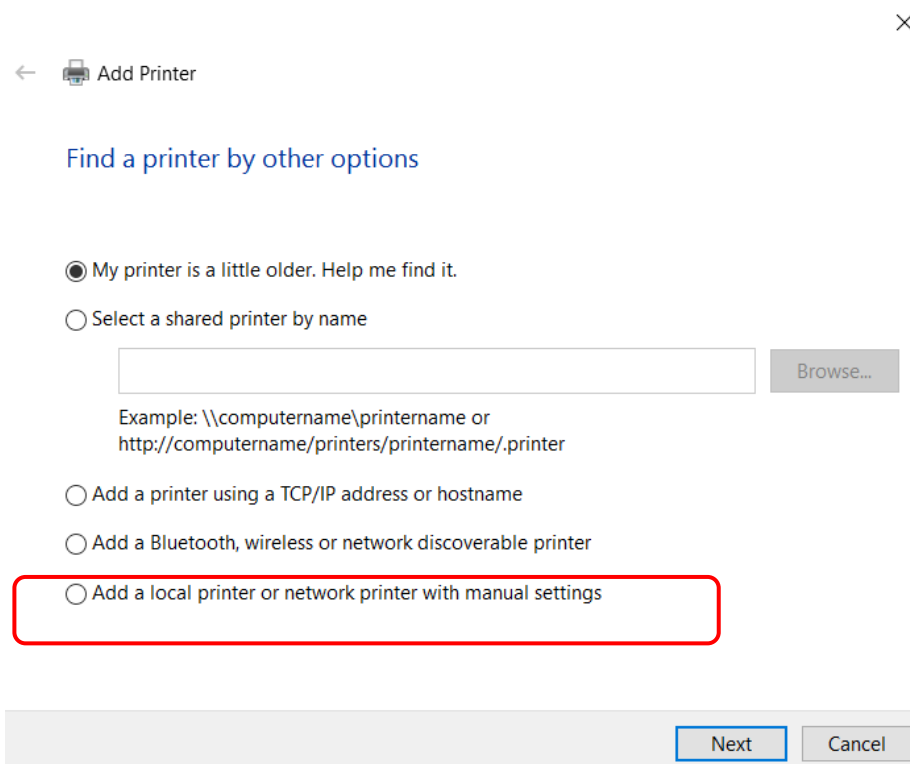 Add Printer
Find a printer by other options
My printer is a little older. Help me find it.
Select a shared printer by name
Browse...
Example: \\computername\printername or
http://computername/printers/printername/.printer
Add a printer using a TCP/IP address or hostname
Add a Bluetooth, wireless or network discoverable printer
Add a local printer or network printer with manual settings
Next
Cancel